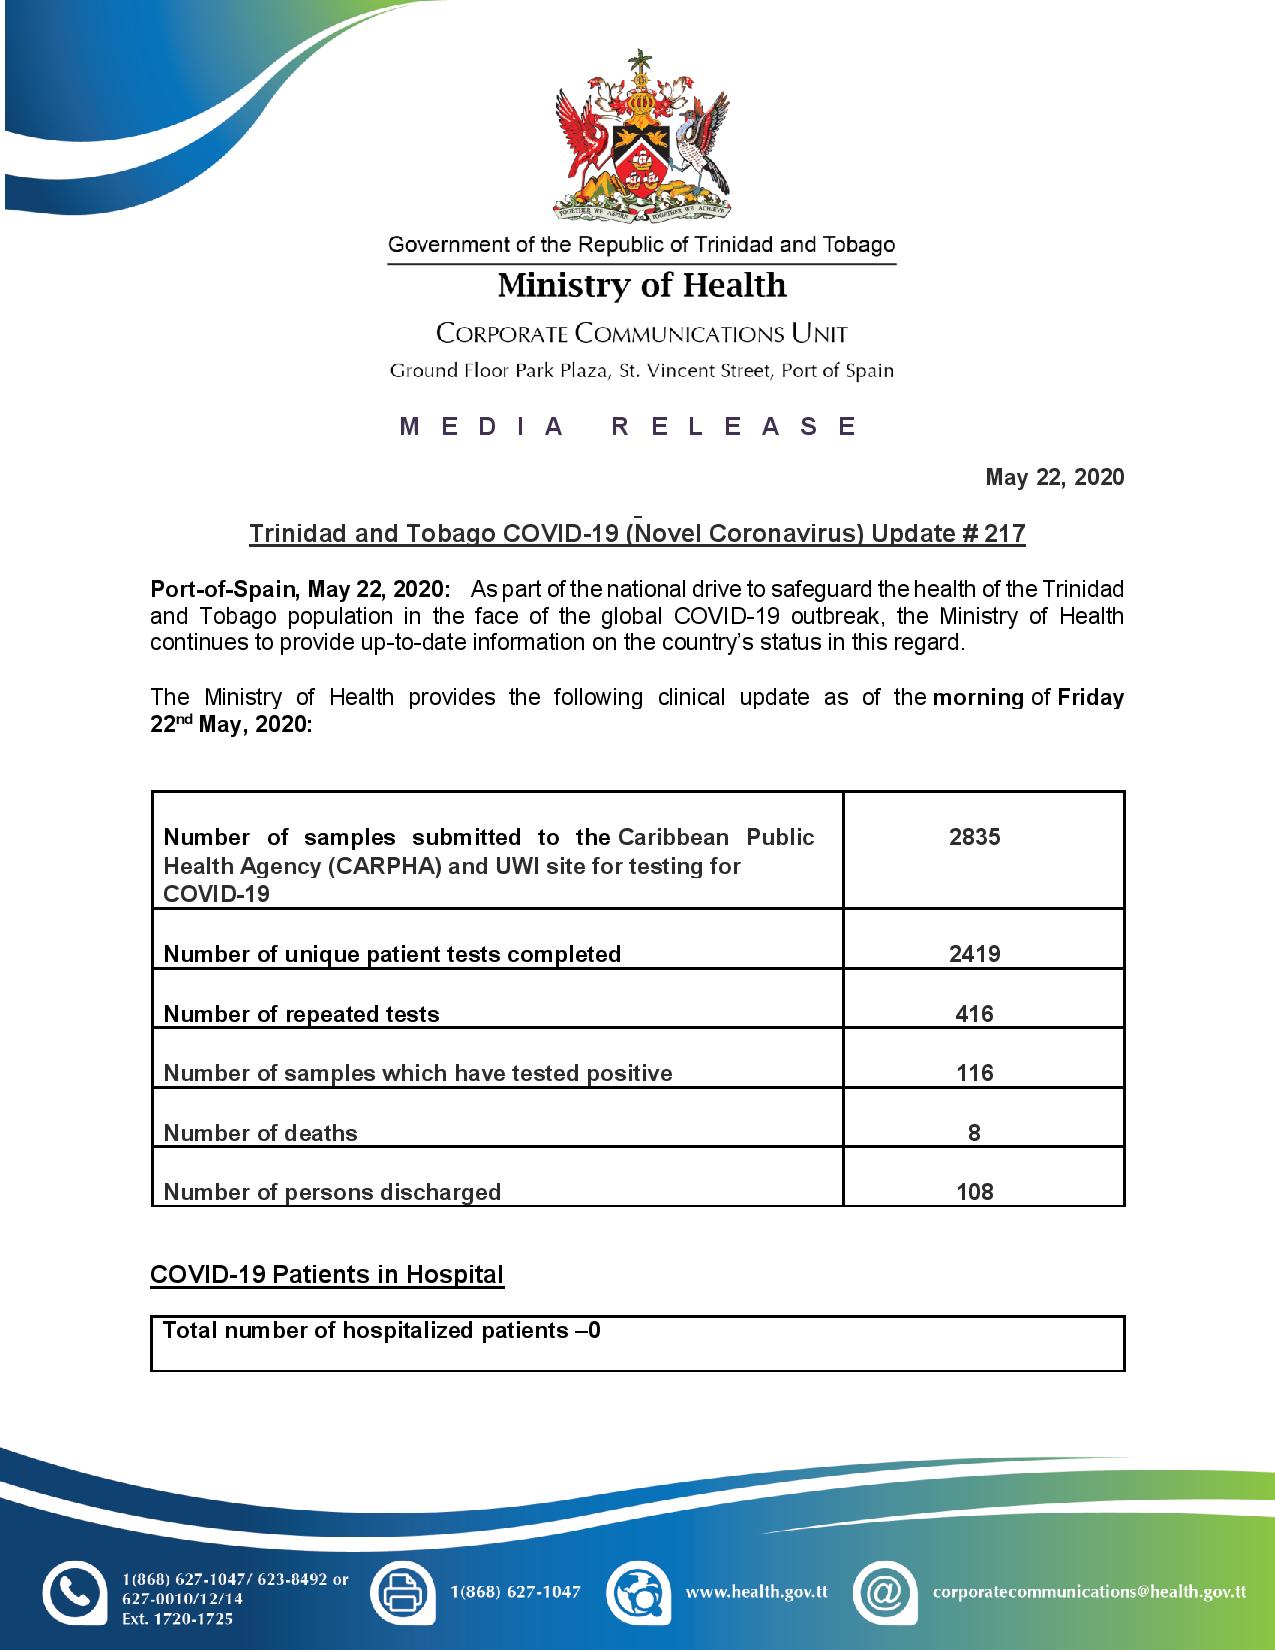 TOGETHER WE ASPIRE TOGETHER WE ACHIEVE
Government of the Republic of Trinidad and Tobago
Ministry of Health
CORPORATE COMMUNICATIONS UNIT
Ground Floor Park Plaza, St. Vincent Street, Port of Spain
MEDIA RELEASE
May 22, 2020
Trinidad and Tobago COVID-19 (Novel Coronavirus) Update # 217
Port-of-Spain, May 22, 2020: As part of the national drive to safeguard the health of the Trinidad
and Tobago population in the face of the global COVID-19 outbreak, the Ministry of Health
continues to provide up-to-date information on the country’s status in this regard.
The Ministry of Health provides the following clinical update as of the morning of Friday
22nd May, 2020:
Number of samples submitted to the Caribbean Public 2835
Health Agency (CARPHA) and UWI site for testing for
COVID-19
Number of unique patient tests completed 2419
Number of repeated tests 416
Number of samples which have tested positive 116
Number of deaths 8
Number of persons discharged 108
COVID-19 Patients in Hospital
Total number of hospitalized patients –0
1(868) 627-1047/ 623-8492 or
627-0010/12/14
Ext. 1720-1725
1(868) 627-1047
www.health.gov.tt
corporatecommunications@health.gov.tt